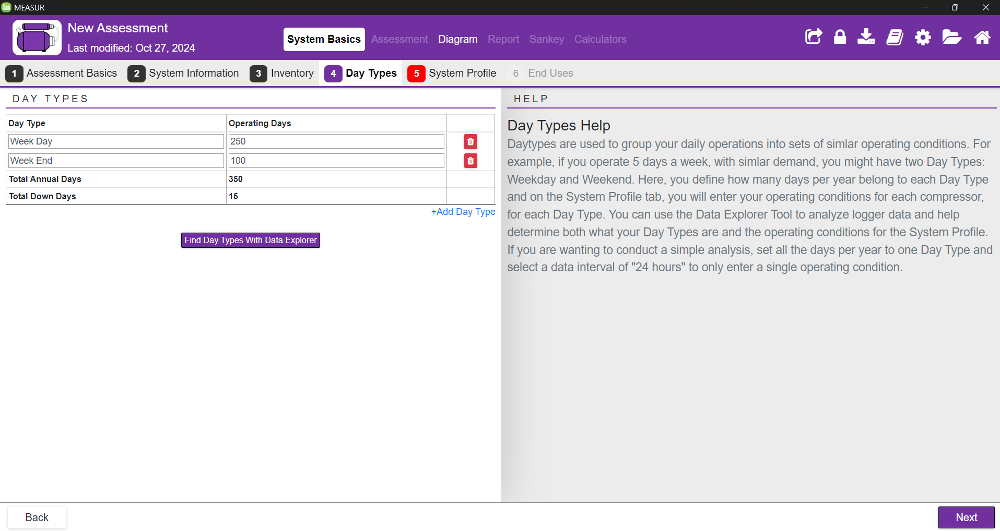 MEASUR
New Assessment
Last modified: Oct 27, 2024
System Basics Assessment Diagram Report Sankey Calculators
1 Assessment Basics 2 System Information 3 Inventory 4 Day Types 5 System Profile 6 End Uses
DAY TYPES
Day Type Operating Days
Week Day 250
Week End 100
Total Annual Days 350
Total Down Days 15
+Add Day Type
Find Day Types With Data Explorer
HELP
Day Types Help
Daytypes are used to group your daily operations into sets of simlar operating conditions. For
example, if you operate 5 days a week, with simlar demand, you might have two Day Types:
Weekday and Weekend. Here, you define how many days per year belong to each Day Type
and on the System Profile tab, you will enter your operating conditions for each compressor,
for each Day Type. You can use the Data Explorer Tool to analyze logger data and help
determine both what your Day Types are and the operating conditions for the System Profile.
If you are wanting to conduct a simple analysis, set all the days per year to one Day Type and
select a data interval of "24 hours" to only enter a single operating condition.
Back
Next